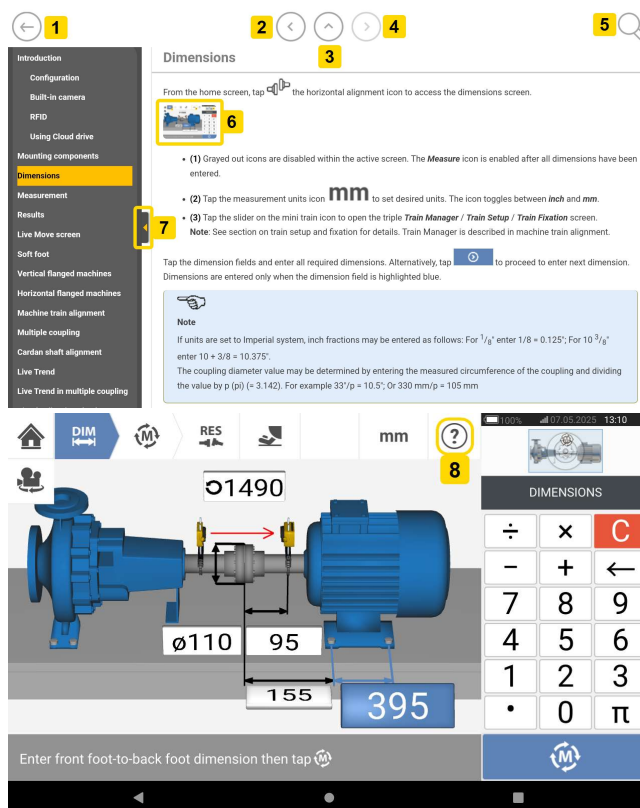 1
2
3
4
5
Introduction
Configuration
Built-in camera
RFID
Using Cloud drive
Mounting components
Dimensions
Measurement
Results
Live Move screen
Soft foot
Vertical flanged machines
Horizontal flanged machines
Machine train alignment
Multiple coupling
Cardan shaft alignment
Live Trend
Live Trend in multiple coupling
7
Dimensions
From the home screen, tap the horizontal alignment icon to access the dimensions screen.
6
• (1) Grayed out icons are disabled within the active screen. The Measure icon is enabled after all dimensions have been
entered.
• (2) Tap the measurement units icon mm to set desired units. The icon toggles between inch and mm.
• (3) Tap the slider on the mini train icon to open the triple Train Manager / Train Setup / Train Fixation screen.
Note: See section on train setup and fixation for details. Train Manager is described in machine train alignment.
Tap the dimension fields and enter all required dimensions. Alternatively, tap to proceed to enter next dimension.
Dimensions are entered only when the dimension field is highlighted blue.
Note
If units are set to Imperial system, inch fractions may be entered as follows: For 1/8" enter 1/8 = 0.125"; For 10 3/8"
enter 10 + 3/8 = 10.375".
The coupling diameter value may be determined by entering the measured circumference of the coupling and dividing
the value by p (pi) (= 3.142). For example 33"/p = 10.5"; Or 330 mm/p = 105 mm
DIM
M
RES
mm
?
8
100% 07.05.2025 13:10
DIMENSIONS
1490
ø110
95
155
395
÷ × C
− + ←
7 8 9
4 5 6
1 2 3
• 0 π
Enter front foot-to-back foot dimension then tap M
M